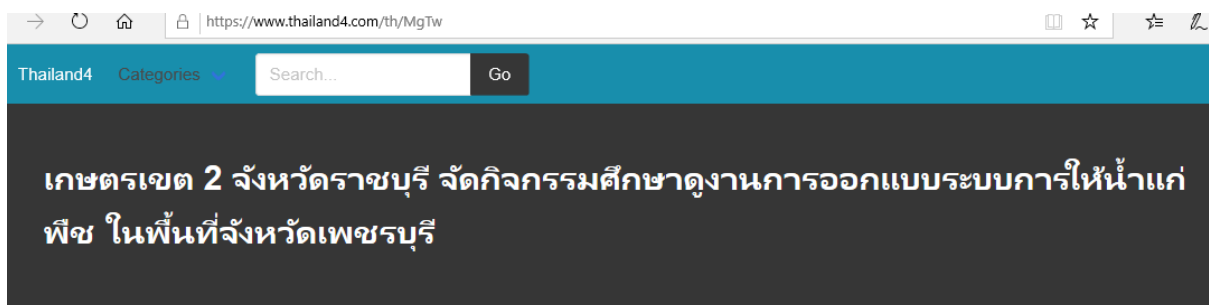 https://www.thailand4.com/th/MgTw
Thailand4 Categories Search... Go
เกษตรเขต 2 จังหวัดราชบุรี จัดกิจกรรมศึกษาดูงานการออกแบบระบบการให้น้ำแก่
พืช ในพื้นที่จังหวัดเพชรบุรี